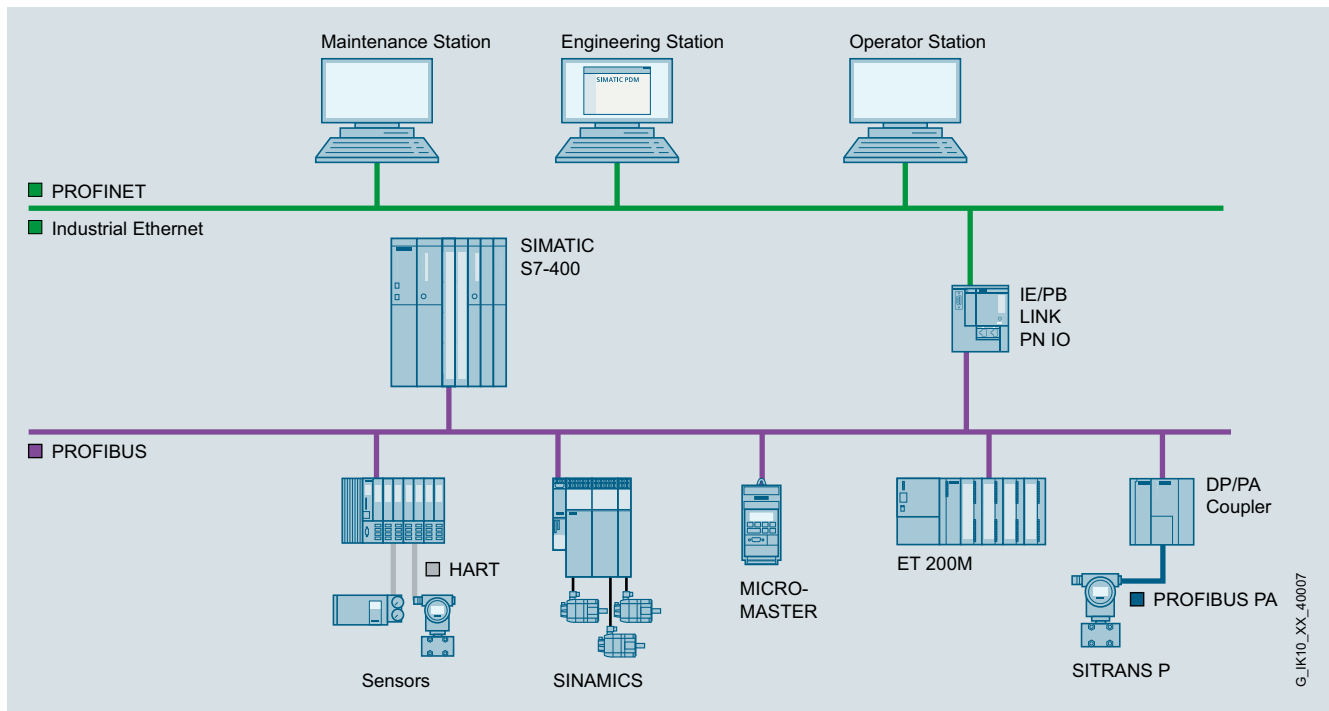 Maintenance Station
Engineering Station
Operator Station
SIMATIC PDM
PROFINET
Industrial Ethernet
SIMATIC
S7-400
IE/PB
LINK
PN IO
PROFIBUS
DP/PA
Coupler
HART
ET 200M
MICRO-
MASTER
PROFIBUS PA
Sensors
SINAMICS
SITRANS P
G_IK10_XX_40007